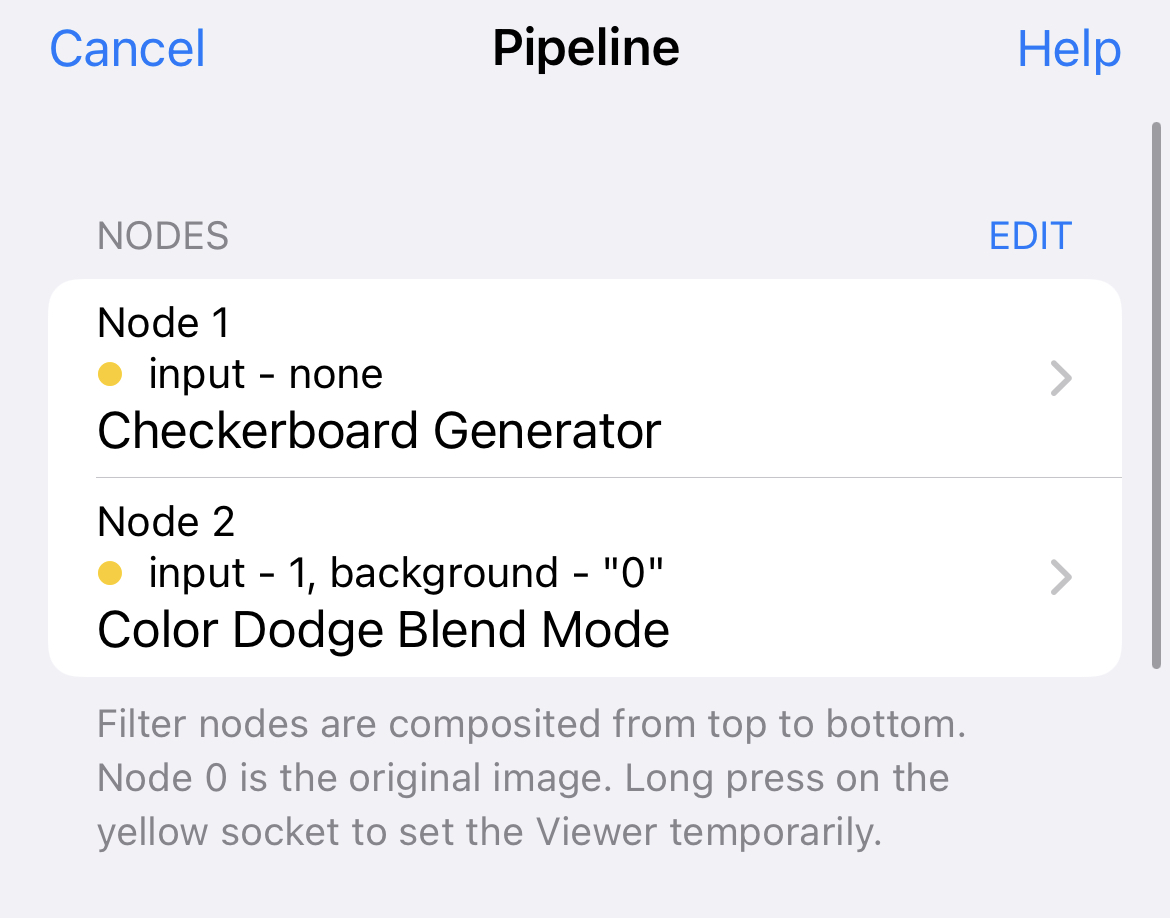 Cancel Pipeline Help
NODES EDIT
Node 1
input - none
Checkerboard Generator
Node 2
input - 1, background - "0"
Color Dodge Blend Mode
Filter nodes are composited from top to bottom.
Node 0 is the original image. Long press on the
yellow socket to set the Viewer temporarily.